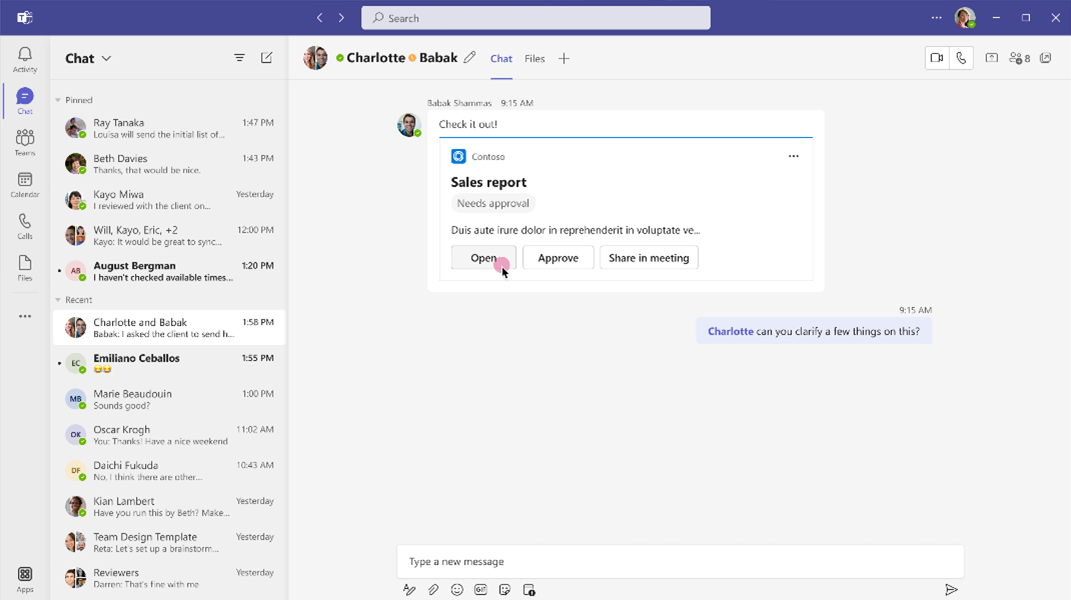 Search
Activity
Chat
Teams
Calendar
Calls
Files
Apps
Chat
Pinned
Ray Tanaka 1:47 PM
Louisa will send the initial list of...
Beth Davies 1:43 PM
Thanks, that would be nice.
Kayo Miwa Yesterday
I reviewed with the client on...
Will, Kayo, Eric, +2 12:00 PM
Kayo: It would be great to sync...
AB
August Bergman 1:20 PM
I haven't checked available times...
Recent
Charlotte and Babak 1:58 PM
Babak: I asked the client to send h...
EC
Emiliano Ceballos 1:55 PM
😂😂
MB
Marie Beaudouin 1:00 PM
Sounds good?
OK
Oscar Krogh 11:02 AM
You: Thanks! Have a nice weekend
DF
Daichi Fukuda 10:43 AM
No, I think there are other...
Kian Lambert Yesterday
Have you run this by Beth? Make...
Team Design Template Yesterday
Reta: Let's set up a brainstorm...
Reviewers Yesterday
Darren: That's fine with me
Charlotte Babak Chat Files
8
Babak Shammas 9:15 AM
Check it out!
Contoso
Sales report
Needs approval
Duis aute irure dolor in reprehenderit in voluptate ve...
Open Approve Share in meeting
9:15 AM
Charlotte can you clarify a few things on this?
Type a new message
GIF